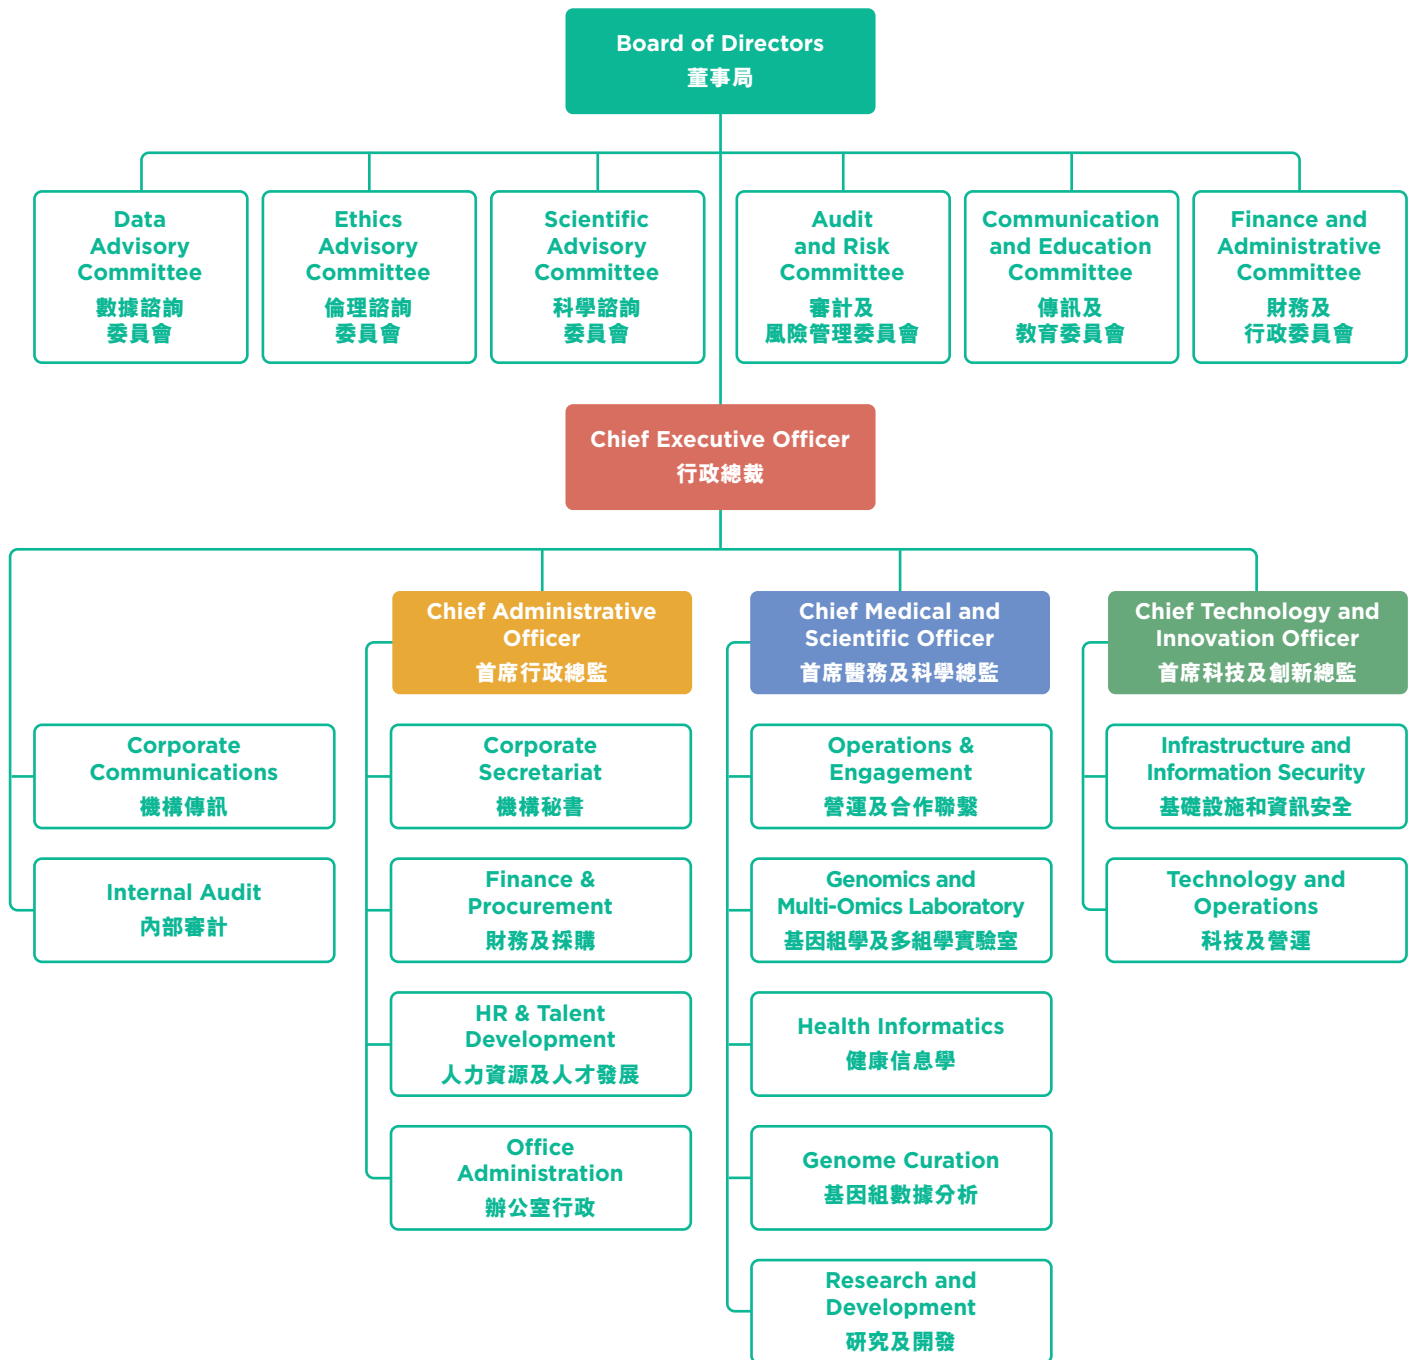 Board of Directors
董事局
Data
Advisory
Committee
數據諮詢
委員會
Ethics
Advisory
Committee
倫理諮詢
委員會
Scientific
Advisory
Committee
科學諮詢
委員會
Audit
and Risk
Committee
審計及
風險管理委員會
Communication
and Education
Committee
傳訊及
教育委員會
Finance and
Administrative
Committee
財務及
行政委員會
Chief Executive Officer
行政總裁
Chief Administrative
Officer
首席行政總監
Chief Medical and
Scientific Officer
首席醫務及科學總監
Chief Technology and
Innovation Officer
首席科技及創新總監
Corporate
Communications
機構傳訊
Corporate
Secretariat
機構秘書
Operations &
Engagement
營運及合作聯繫
Infrastructure and
Information Security
基礎設施和資訊安全
Internal Audit
內部審計
Finance &
Procurement
財務及採購
Genomics and
Multi-Omics Laboratory
基因組學及多組學實驗室
Technology and
Operations
科技及營運
HR & Talent
Development
人力資源及人才發展
Health Informatics
健康信息學
Office
Administration
辦公室行政
Genome Curation
基因組數據分析
Research and
Development
研究及開發